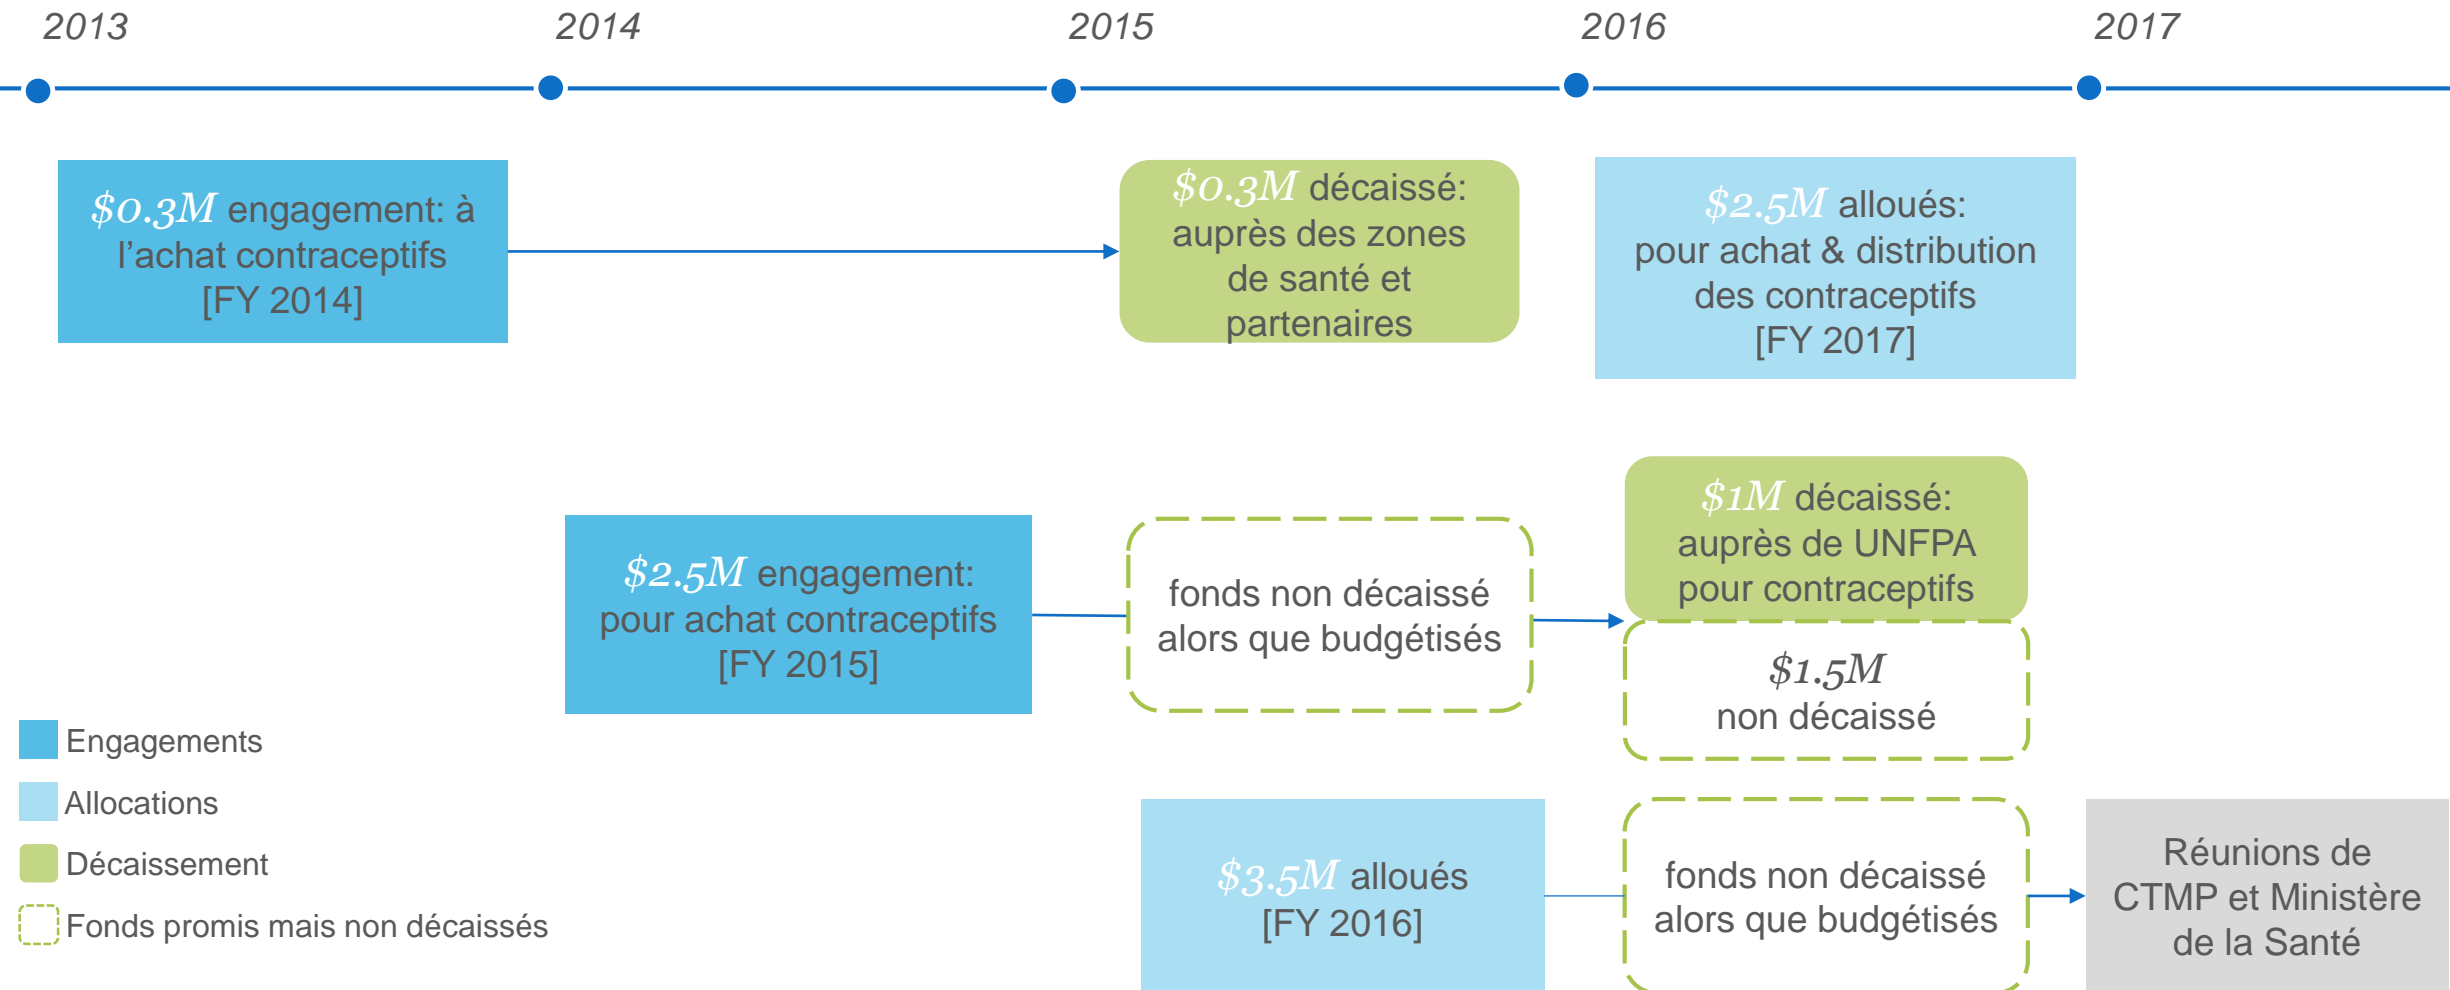 2013
2014
2015
2016
2017
$0.3M engagement: à
l’achat contraceptifs
[FY 2014]
$0.3M décaissé:
auprès des zones
de santé et
partenaires
$2.5M alloués:
pour achat & distribution
des contraceptifs
[FY 2017]
$2.5M engagement:
pour achat contraceptifs
[FY 2015]
fonds non décaissé
alors que budgétisés
$1M décaissé:
auprès de UNFPA
pour contraceptifs
$1.5M
non décaissé
$3.5M alloués
[FY 2016]
fonds non décaissé
alors que budgétisés
Réunions de
CTMP et Ministère
de la Santé
Engagements
Allocations
Décaissement
Fonds promis mais non décaissés